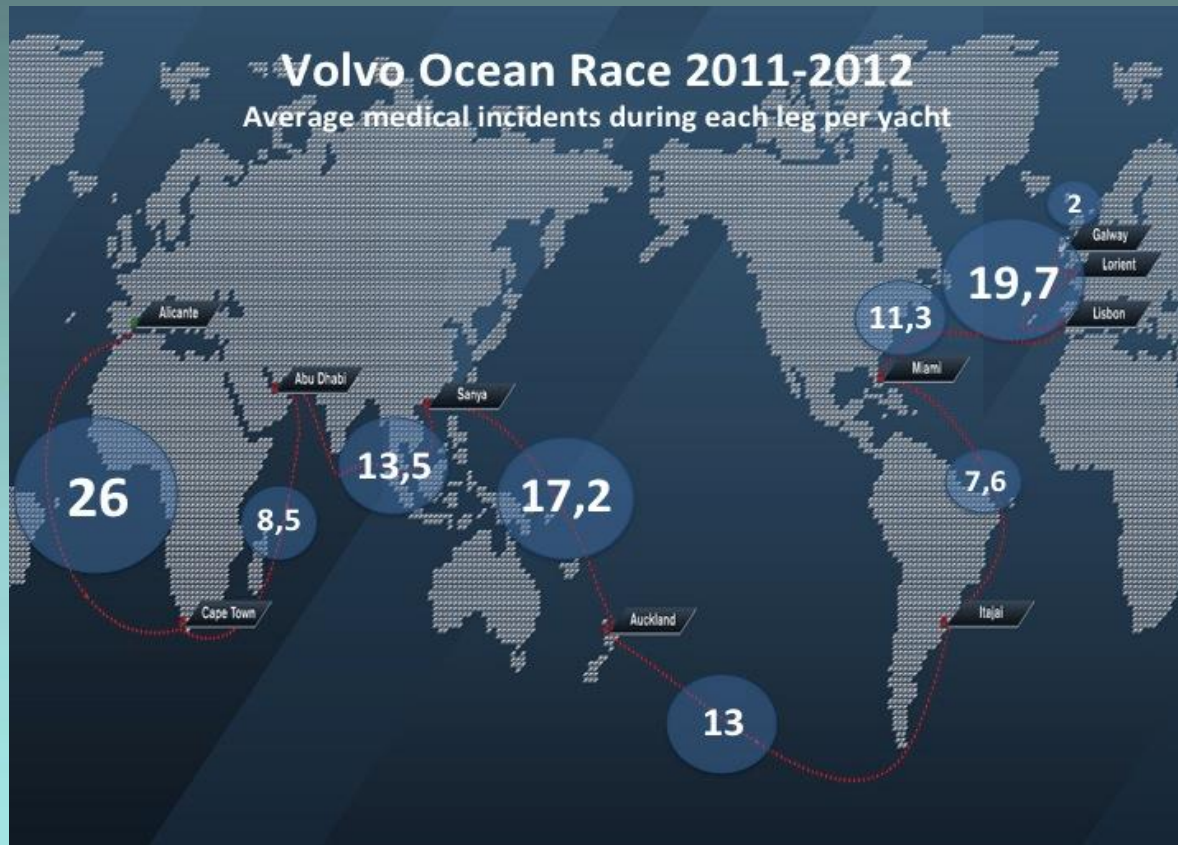 Volvo Ocean Race 2011-2012
Average medical incidents during each leg per yacht
2
Galway
19,7
Lorient
11,3
Lisbon
Alicante
Miami
Abu Dhabi
Sanya
13,5
7,6
26
17,2
8,5
Cape Town
Auckland
Itajai
13